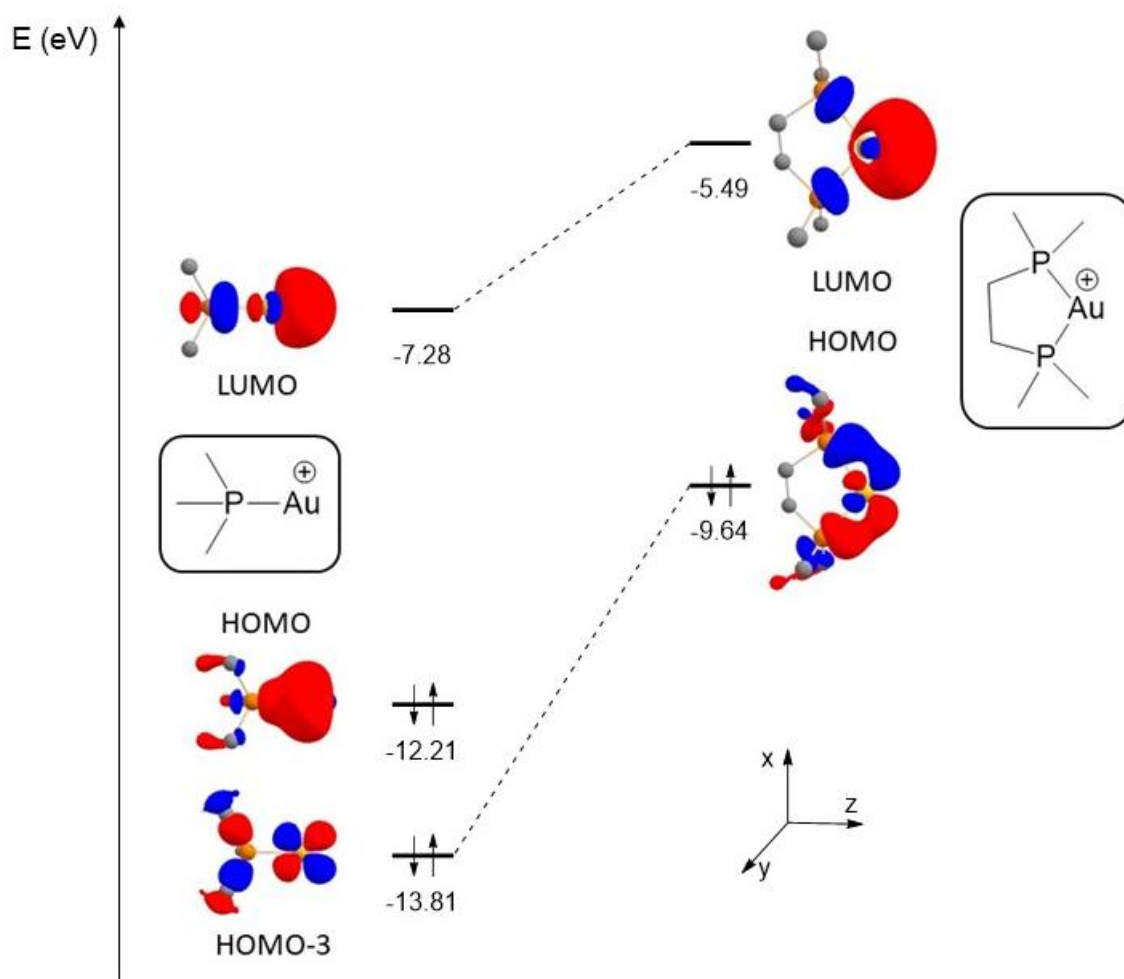 E (eV)
-5.49
LUMO
HOMO
P
⊕
Au
P
-7.28
LUMO
P
Au
⊕
-9.64
HOMO
-12.21
-13.81
HOMO-3
x
z
y